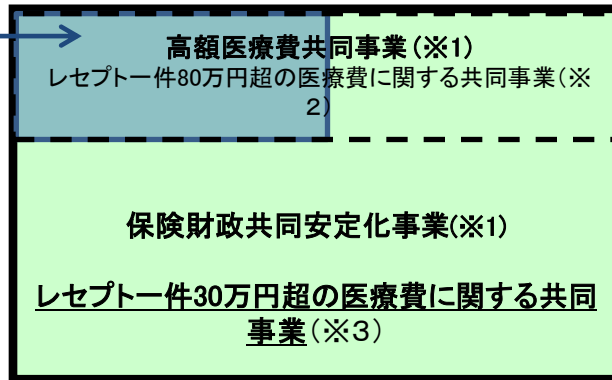 高額医療費共同事業(※1)
レセプト一件80万円超の医療費に関する共同事業(※
2)
保険財政共同安定化事業(※1)
レセプト一件30万円超の医療費に関する共同
事業(※3)